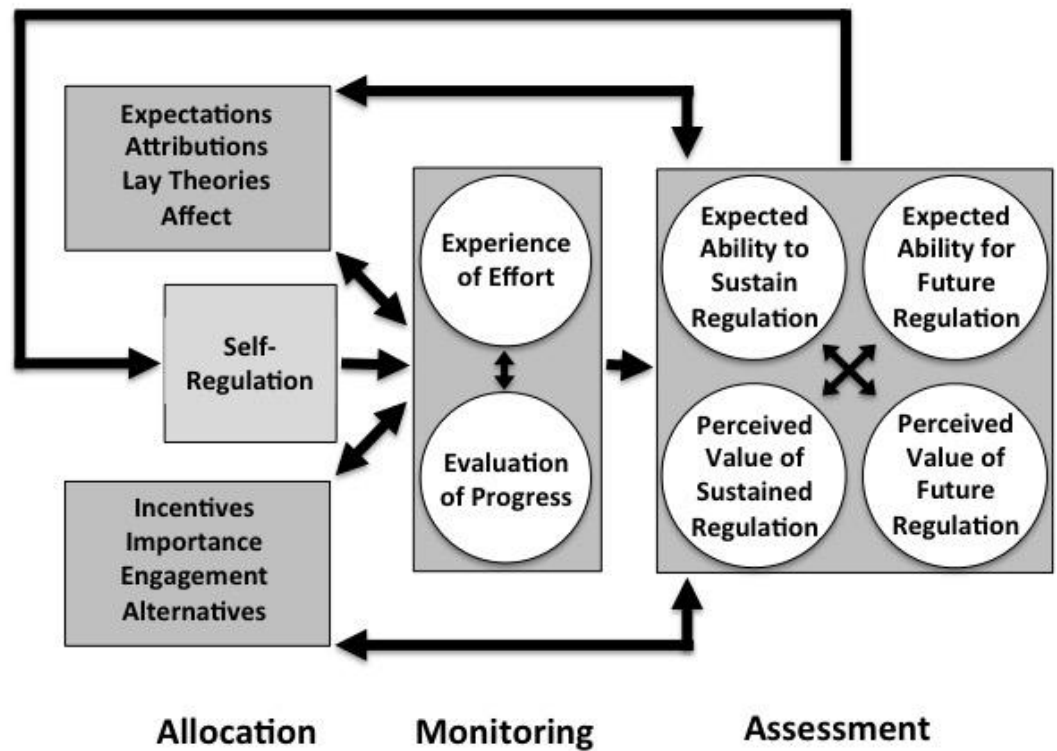 Expectations
Attributions
Lay Theories
Affect
Self-
Regulation
Incentives
Importance
Engagement
Alternatives
Experience
of Effort
Evaluation
of Progress
Expected
Ability to
Sustain
Regulation
Expected
Ability for
Future
Regulation
Perceived
Value of
Sustained
Regulation
Perceived
Value of
Future
Regulation
Allocation
Monitoring
Assessment